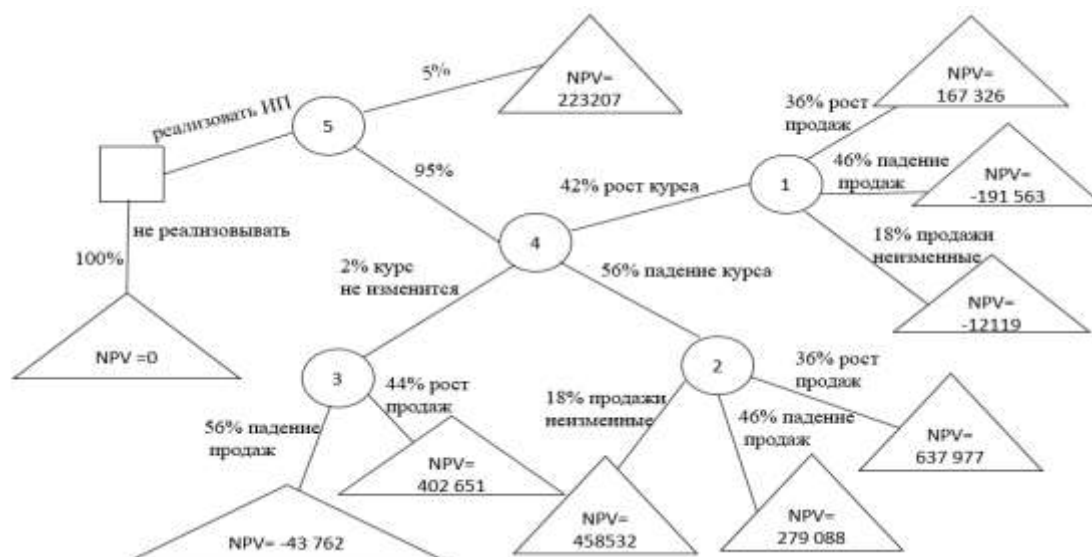 реализовать ИП
5
5%
NPV=
223207
95%
не реализовывать
100%
NPV =0
4
42% рост курса
1
36% рост
продаж
NPV=
167 326
46% падение
продаж
NPV=
-191 563
18% продажи
неизменные
NPV=
-12119
2% курс
не изменится
56% падение курса
3
56% падение
продаж
NPV= -43 762
44% рост
продаж
NPV=
402 651
2
18% продажи
неизменные
NPV=
458532
46% падение
продаж
NPV=
279 088
36% рост
продаж
NPV=
637 977